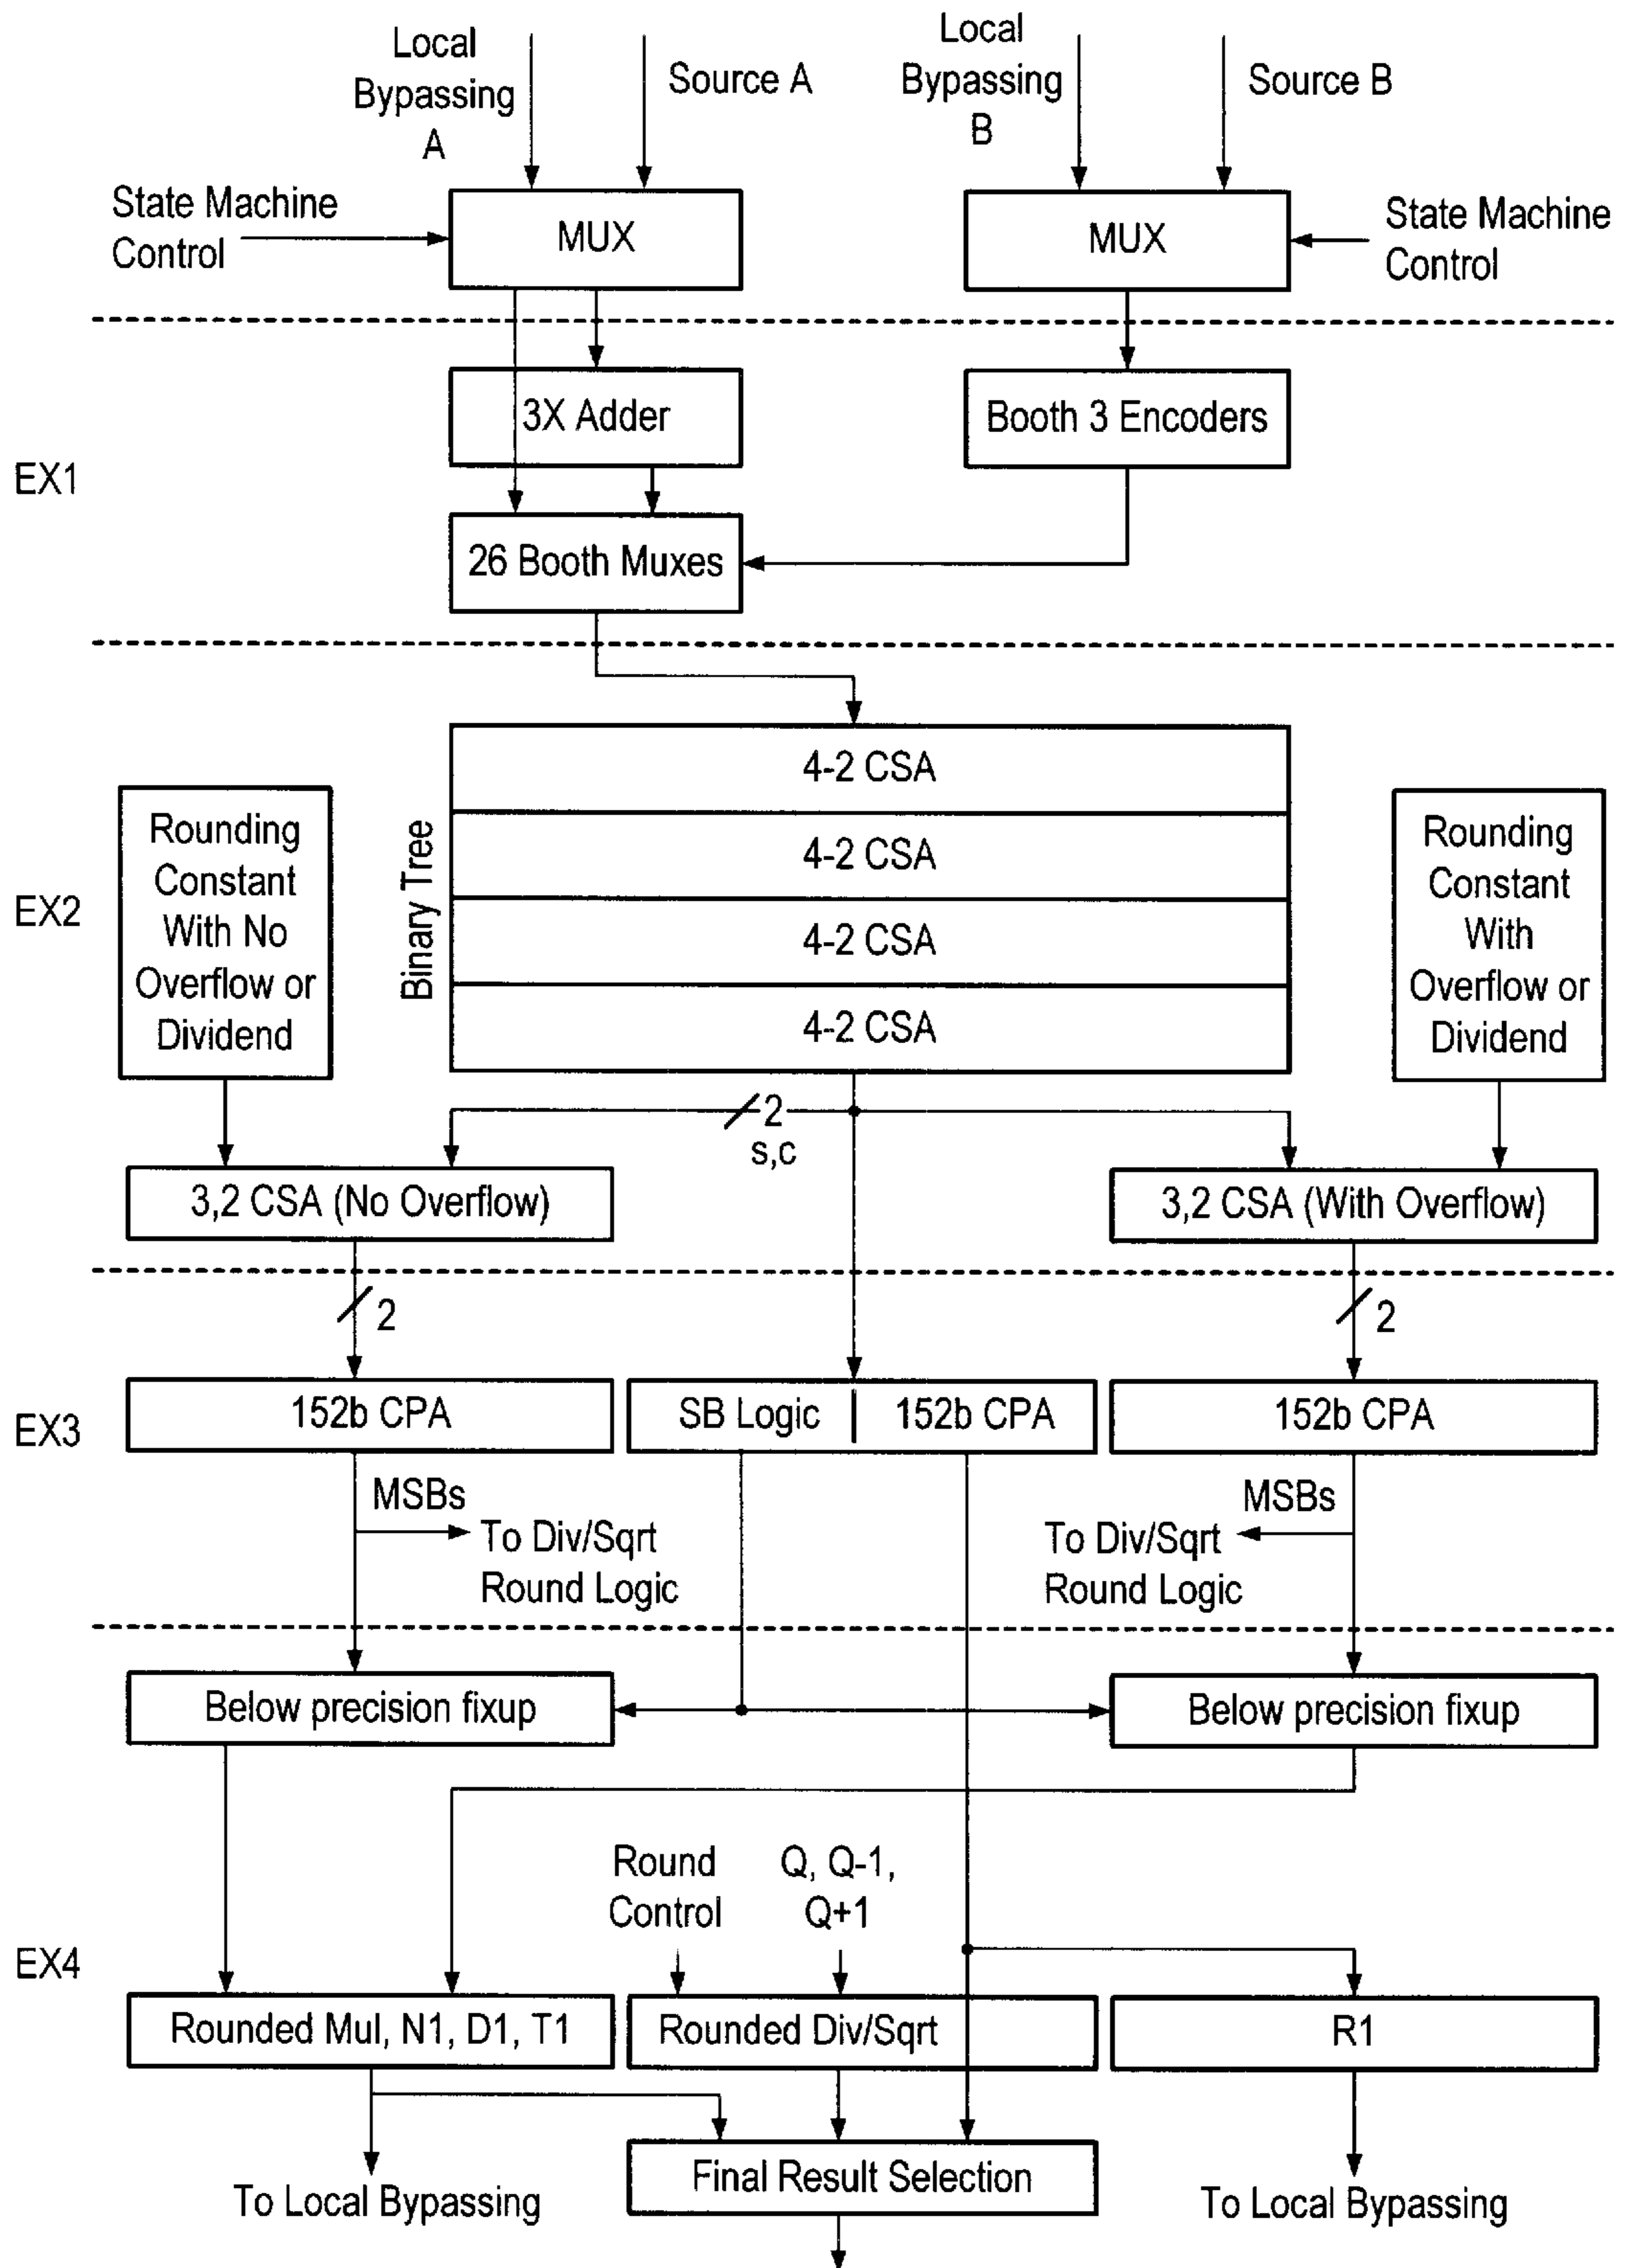 Local
Bypassing
A
Source A
Local
Bypassing
B
Source B
State Machine
Control
MUX
MUX
State Machine
Control
EX1
3X Adder
Booth 3 Encoders
26 Booth Muxes
EX2
Rounding
Constant
With No
Overflow or
Dividend
Binary Tree
4-2 CSA
4-2 CSA
4-2 CSA
4-2 CSA
Rounding
Constant
With
Overflow or
Dividend
2
s,c
3,2 CSA (No Overflow)
3,2 CSA (With Overflow)
2
2
EX3
152b CPA
SB Logic
152b CPA
152b CPA
MSBs
To Div/Sqrt
Round Logic
MSBs
To Div/Sqrt
Round Logic
Below precision fixup
Below precision fixup
EX4
Round
Control
Q, Q-1,
Q+1
Rounded Mul, N1, D1, T1
Rounded Div/Sqrt
R1
To Local Bypassing
Final Result Selection
To Local Bypassing